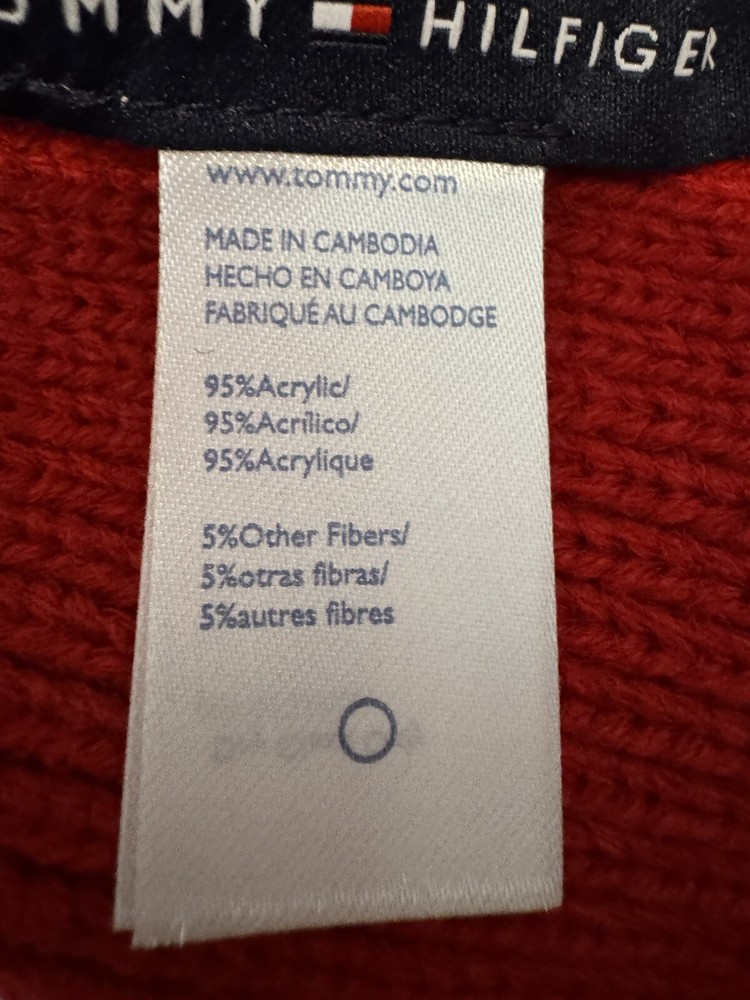 OMMY HILFIGER
www.tommy.com
MADE IN CAMBODIA
HECHO EN CAMBOYA
FABRIQUÉ AU CAMBODGE
95%Acrylic/
95%Acrílico/
95%Acrylique
5%Other Fibers/
5%otras fibras/
5%autres fibres